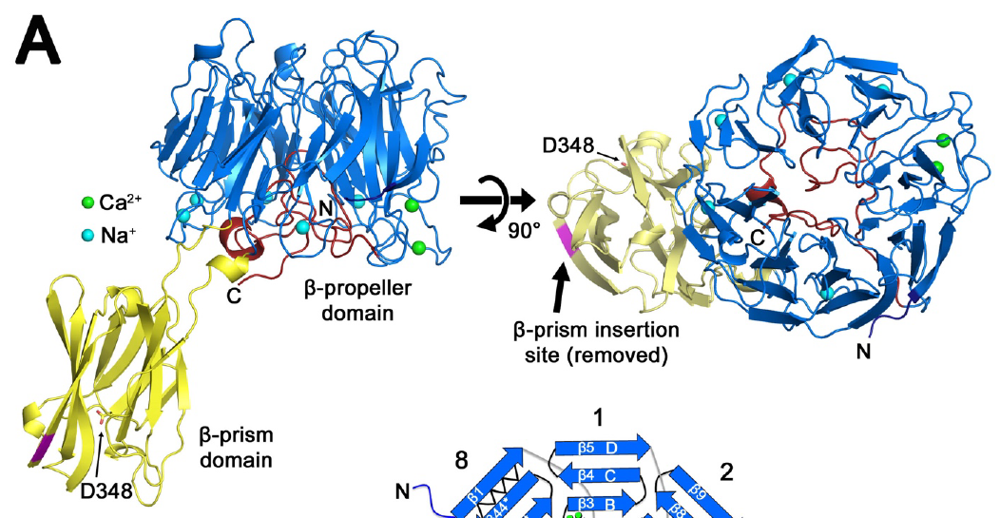 A
D348
Ca²⁺
Na⁺
N
90°
C
C
β-propeller
domain
β-prism insertion
site (removed)
N
β-prism
domain
D348
1
8
2
N
β5 D
β4 C
β3 B
β1
β9
β8